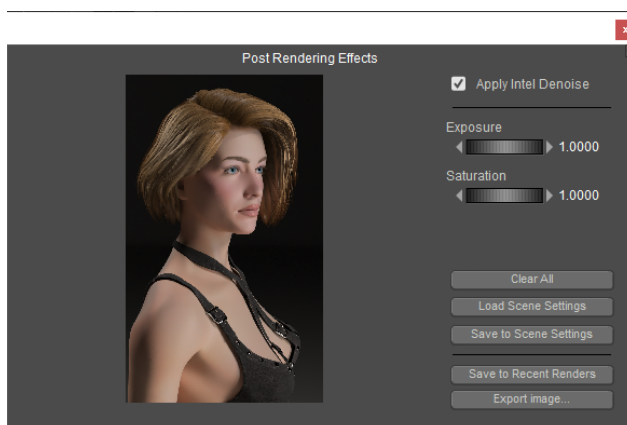 Post Rendering Effects
Apply Intel Denoise
Exposure
1.0000
Saturation
1.0000
Clear All
Load Scene Settings
Save to Scene Settings
Save to Recent Renders
Export image...